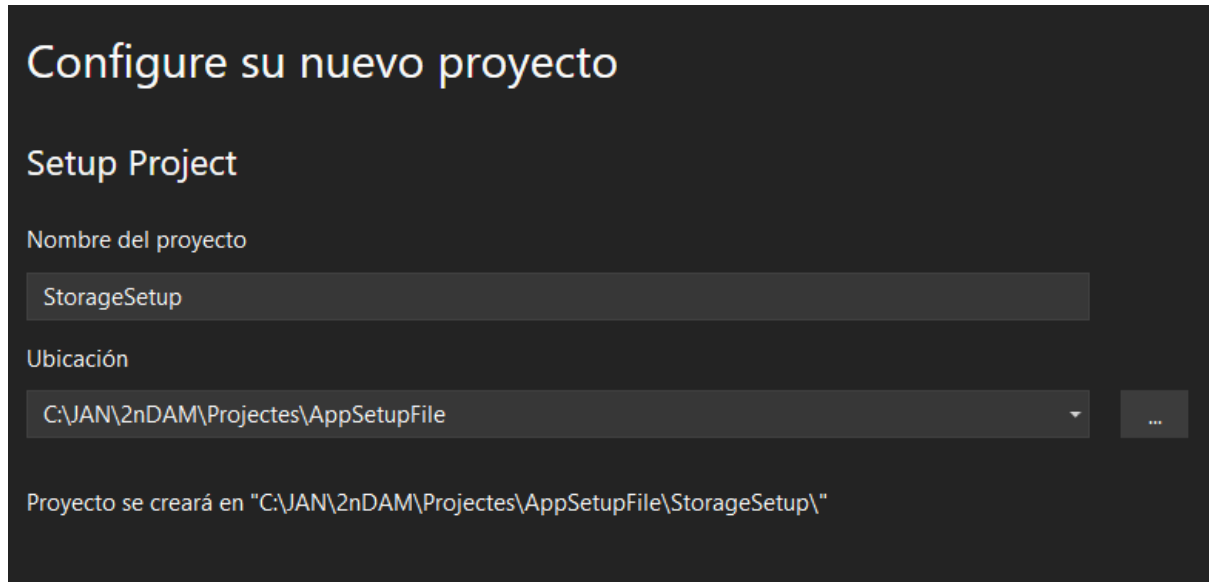 Configure su nuevo proyecto
Setup Project
Nombre del proyecto
StorageSetup
Ubicación
C:\JAN\2nDAM\Projectes\AppSetupFile
...
Proyecto se creará en "C:\JAN\2nDAM\Projectes\AppSetupFile\StorageSetup\"